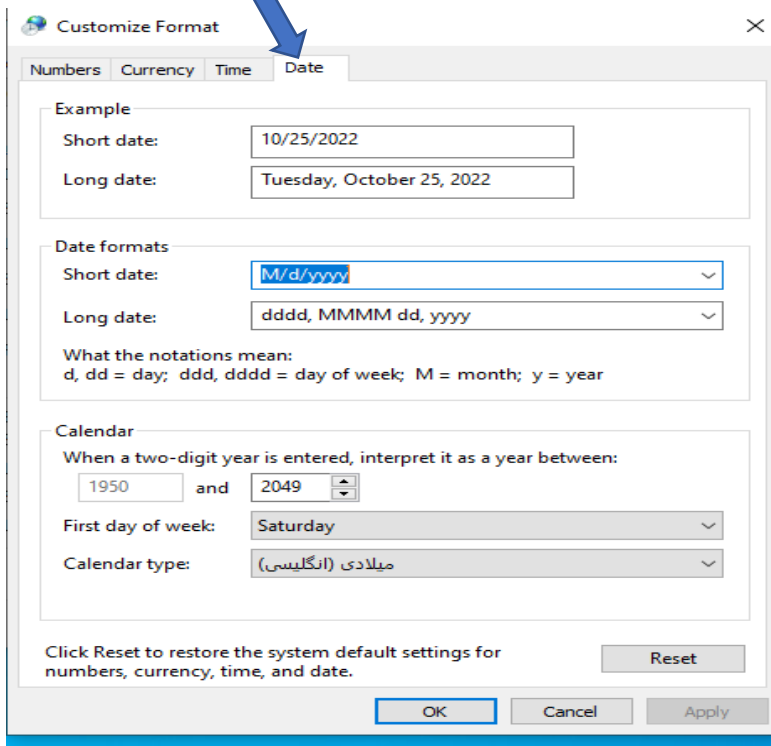 Customize Format
Numbers Currency Time Date
Example
Short date: 10/25/2022
Long date: Tuesday, October 25, 2022
Date formats
Short date: M/d/yyyy
Long date: dddd, MMMM dd, yyyy
What the notations mean:
d, dd = day; ddd, dddd = day of week; M = month; y = year
Calendar
When a two-digit year is entered, interpret it as a year between:
1950 and 2049
First day of week: Saturday
Calendar type: میلادی (انگلیسی)
Click Reset to restore the system default settings for
numbers, currency, time, and date.
Reset
OK Cancel Apply